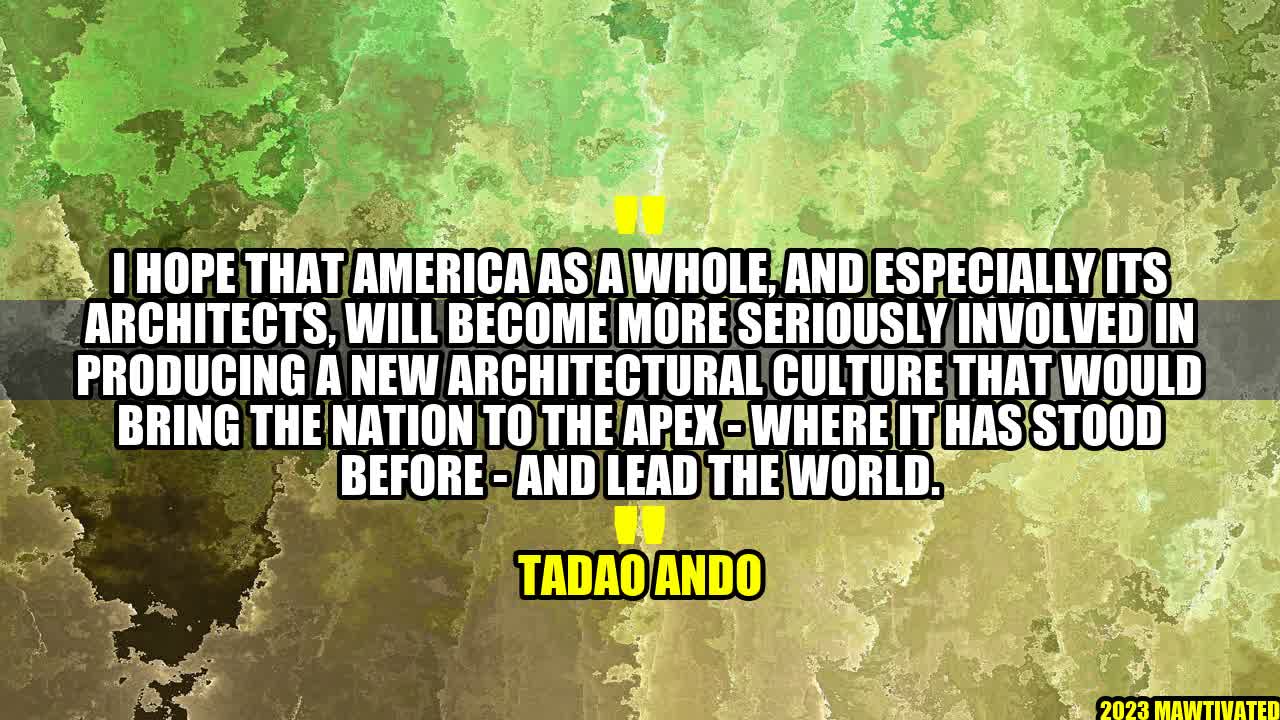 "
I HOPE THAT AMERICA AS A WHOLE, AND ESPECIALLY ITS
ARCHITECTS, WILL BECOME MORE SERIOUSLY INVOLVED IN
PRODUCING A NEW ARCHITECTURAL CULTURE THAT WOULD
BRING THE NATION TO THE APEX - WHERE IT HAS STOOD
BEFORE - AND LEAD THE WORLD.
"
TADAO ANDO
2023 MAWTIVATED